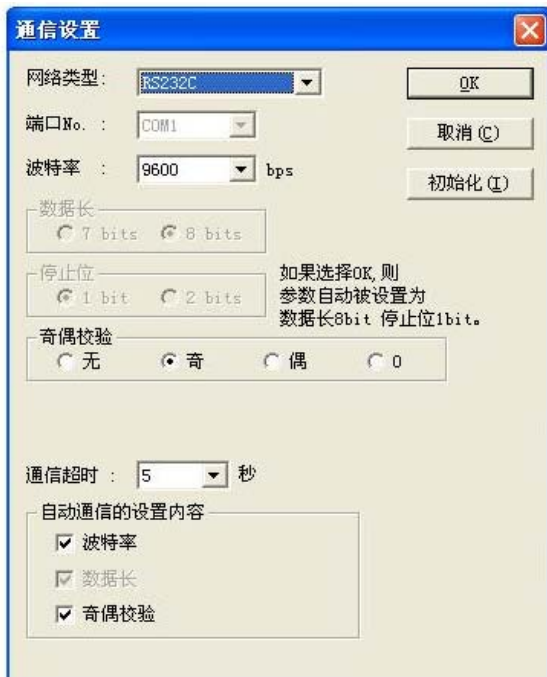 通信设置
网络类型: RS232C
OK
端口No. : COM1
取消(C)
波特率 : 9600 bps
初始化(I)
数据长
7 bits 8 bits
停止位
1 bit 2 bits
如果选择OK,则
参数自动被设置为
数据长8bit 停止位1bit。
奇偶校验
无 奇 偶 0
通信超时 : 5 秒
自动通信的设置内容
波特率
数据长
奇偶校验